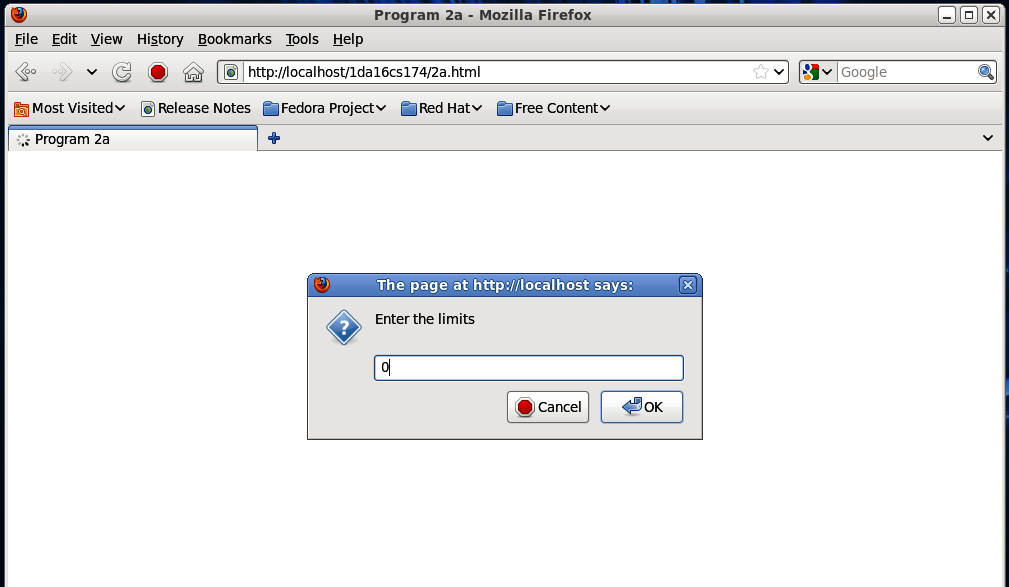 Program 2a - Mozilla Firefox
File Edit View History Bookmarks Tools Help
http://localhost/1da16cs174/2a.html Google
Most Visited Release Notes Fedora Project Red Hat Free Content
Program 2a
The page at http://localhost says:
Enter the limits
0
Cancel OK